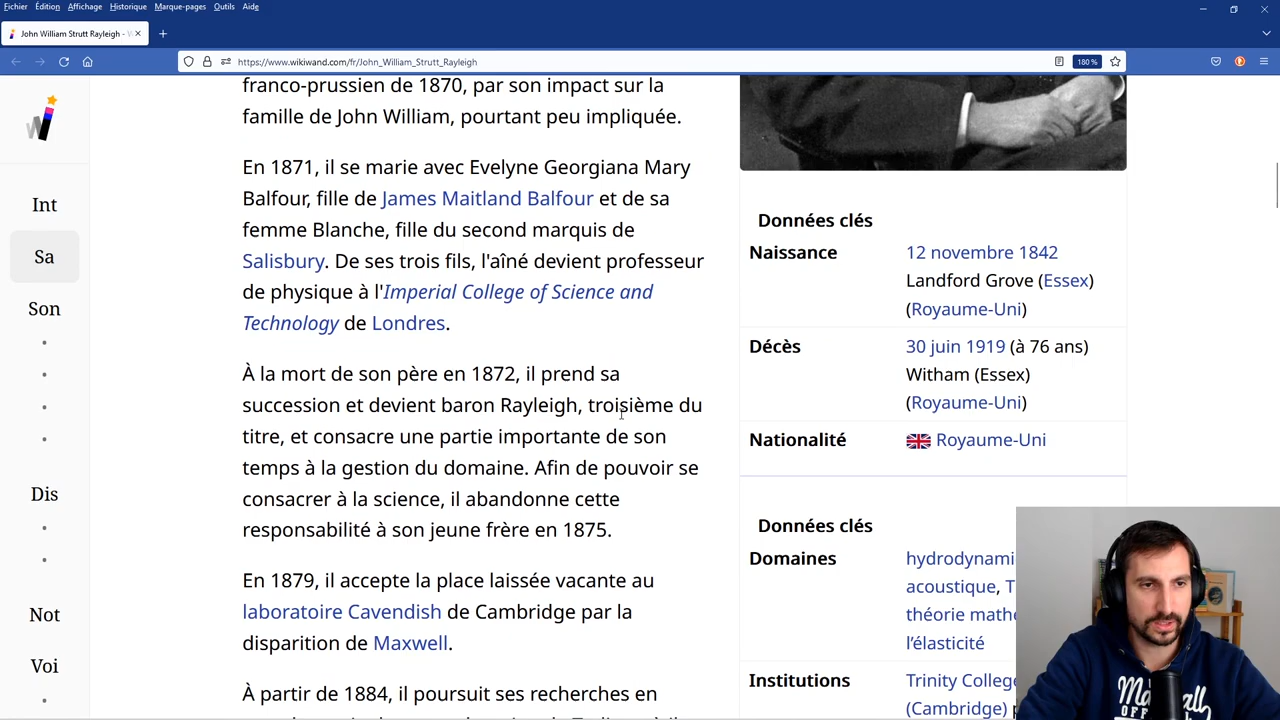 Fichier Édition Affichage Historique Marque-pages Outils Aide
John William Strutt Rayleigh -
https://www.wikiwand.com/fr/John_William_Strutt_Rayleigh
180 %
Int
Sa
Son
Dis
Not
Voi
franco-prussien de 1870, par son impact sur la
famille de John William, pourtant peu impliquée.
En 1871, il se marie avec Evelyne Georgiana Mary
Balfour, fille de James Maitland Balfour et de sa
femme Blanche, fille du second marquis de
Salisbury. De ses trois fils, l'aîné devient professeur
de physique à l'Imperial College of Science and
Technology de Londres.
À la mort de son père en 1872, il prend sa
succession et devient baron Rayleigh, troisième du
titre, et consacre une partie importante de son
temps à la gestion du domaine. Afin de pouvoir se
consacrer à la science, il abandonne cette
responsabilité à son jeune frère en 1875.
En 1879, il accepte la place laissée vacante au
laboratoire Cavendish de Cambridge par la
disparition de Maxwell.
À partir de 1884, il poursuit ses recherches en
Données clés
Naissance 12 novembre 1842
Landford Grove (Essex)
(Royaume-Uni)
Décès 30 juin 1919 (à 76 ans)
Witham (Essex)
(Royaume-Uni)
Nationalité Royaume-Uni
Données clés
Domaines hydrodynami
acoustique, T
théorie mathe
l'élasticité
Institutions Trinity College
(Cambridge)
Marshall